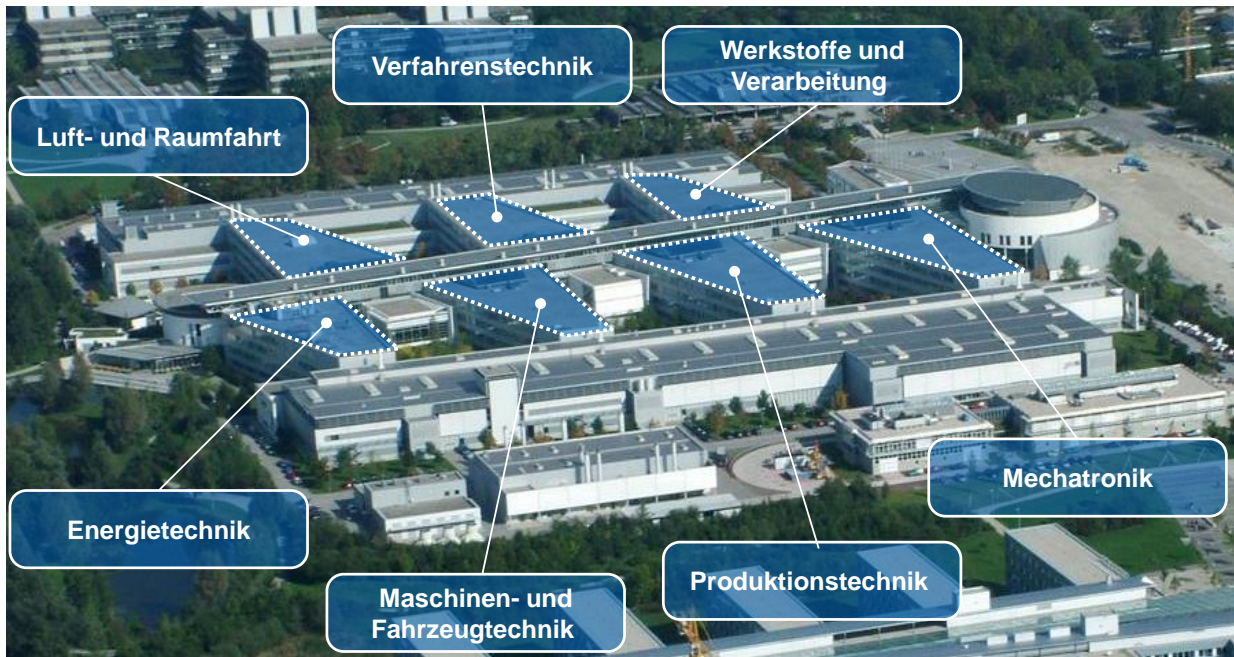 Werkstoffe und
Verarbeitung
Verfahrenstechnik
Luft- und Raumfahrt
Mechatronik
Energietechnik
Produktionstechnik
Maschinen- und
Fahrzeugtechnik